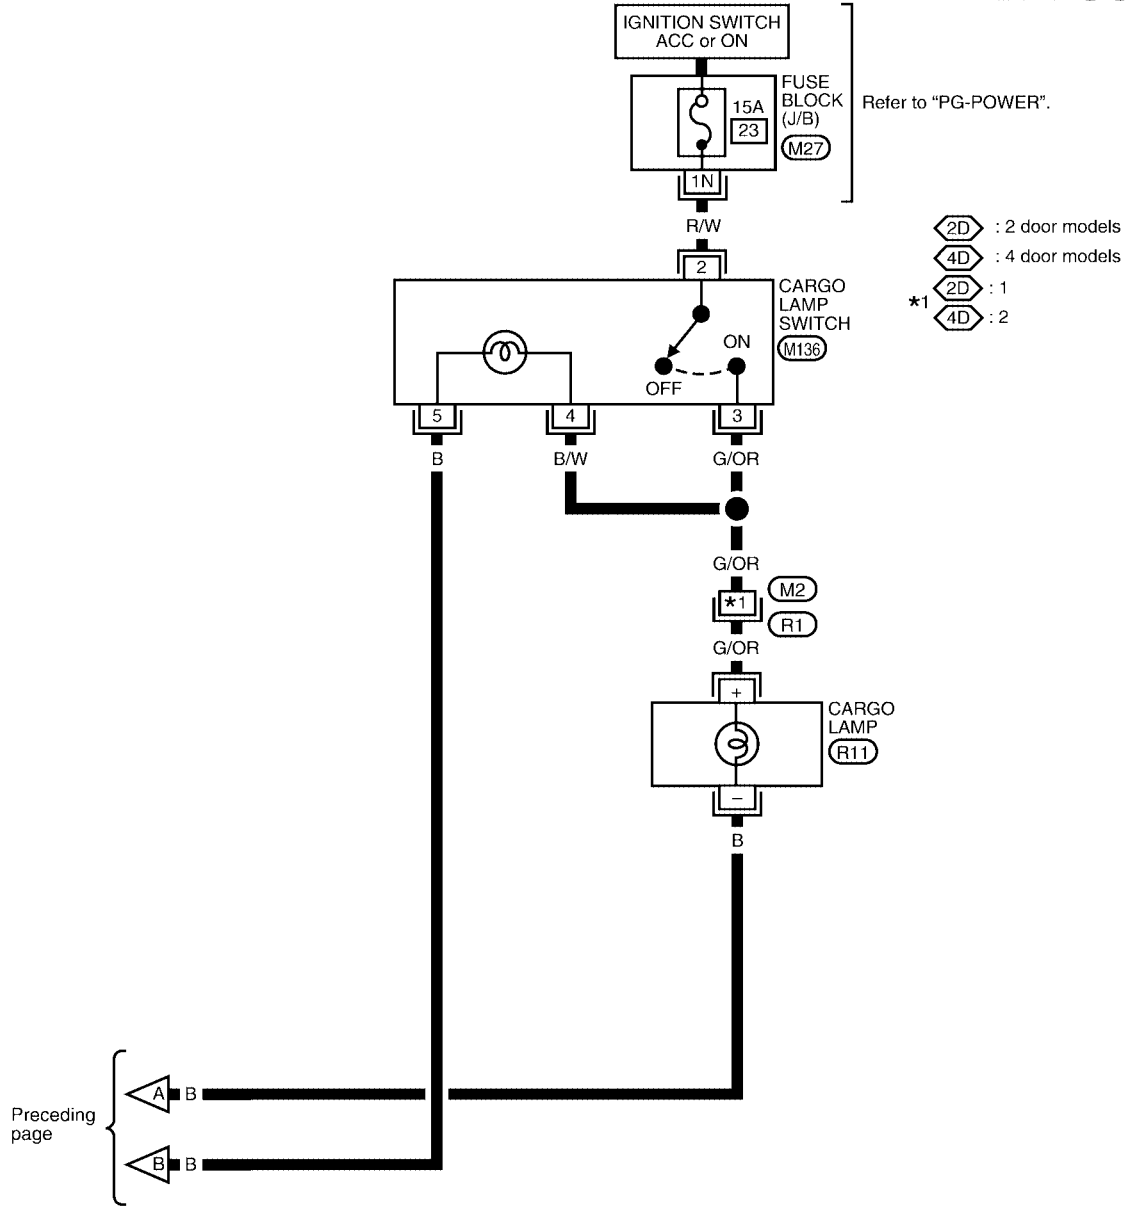 IGNITION SWITCH
ACC or ON
FUSE
BLOCK
(J/B)
M27
15A
23
1N
Refer to “PG-POWER”.
R/W
2D : 2 door models
4D : 4 door models
*1 2D : 1
4D : 2
2
CARGO
LAMP
SWITCH
M136
ON
OFF
5
4
3
B
B/W
G/OR
G/OR
*1
M2
R1
G/OR
+
CARGO
LAMP
R11
–
B
Preceding
page
A B
B B